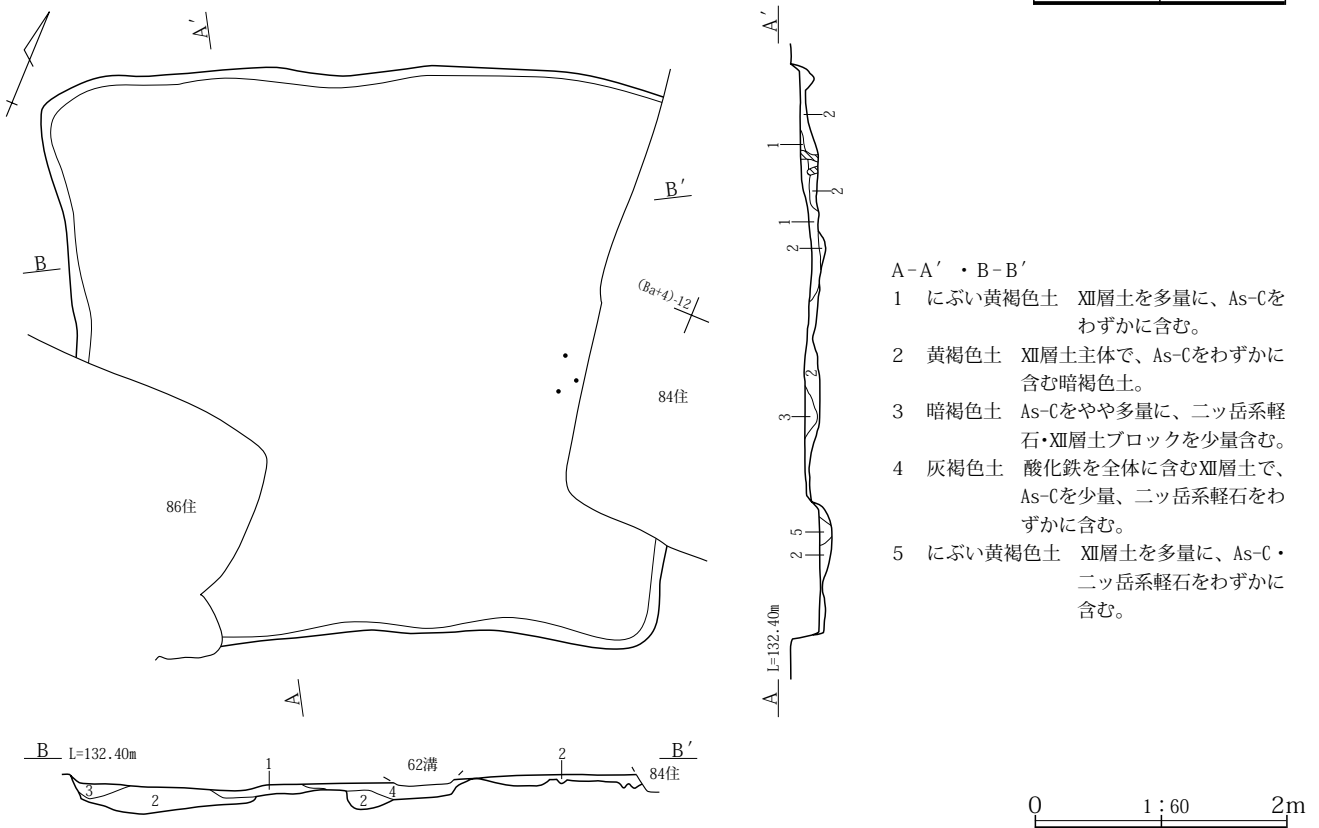 A′
A′
2
1
2
B′
1
2
B
(Ba+4)-12
84住
2
3
86住
5
2
L=132.40m
A
A
A-A′・B-B′
1 にぶい黄褐色土 Ⅻ層土を多量に、As-Cを
わずかに含む。
2 黄褐色土 Ⅻ層土主体で、As-Cをわずかに
含む暗褐色土。
3 暗褐色土 As-Cをやや多量に、二ッ岳系軽
石・Ⅻ層土ブロックを少量含む。
4 灰褐色土 酸化鉄を全体に含むⅫ層土で、
As-Cを少量、二ッ岳系軽石をわ
ずかに含む。
5 にぶい黄褐色土 Ⅻ層土を多量に、As-C・
二ッ岳系軽石をわずかに
含む。
B L=132.40m
1
62溝
2
B′
84住
3
2
2
4
0 1:60 2m